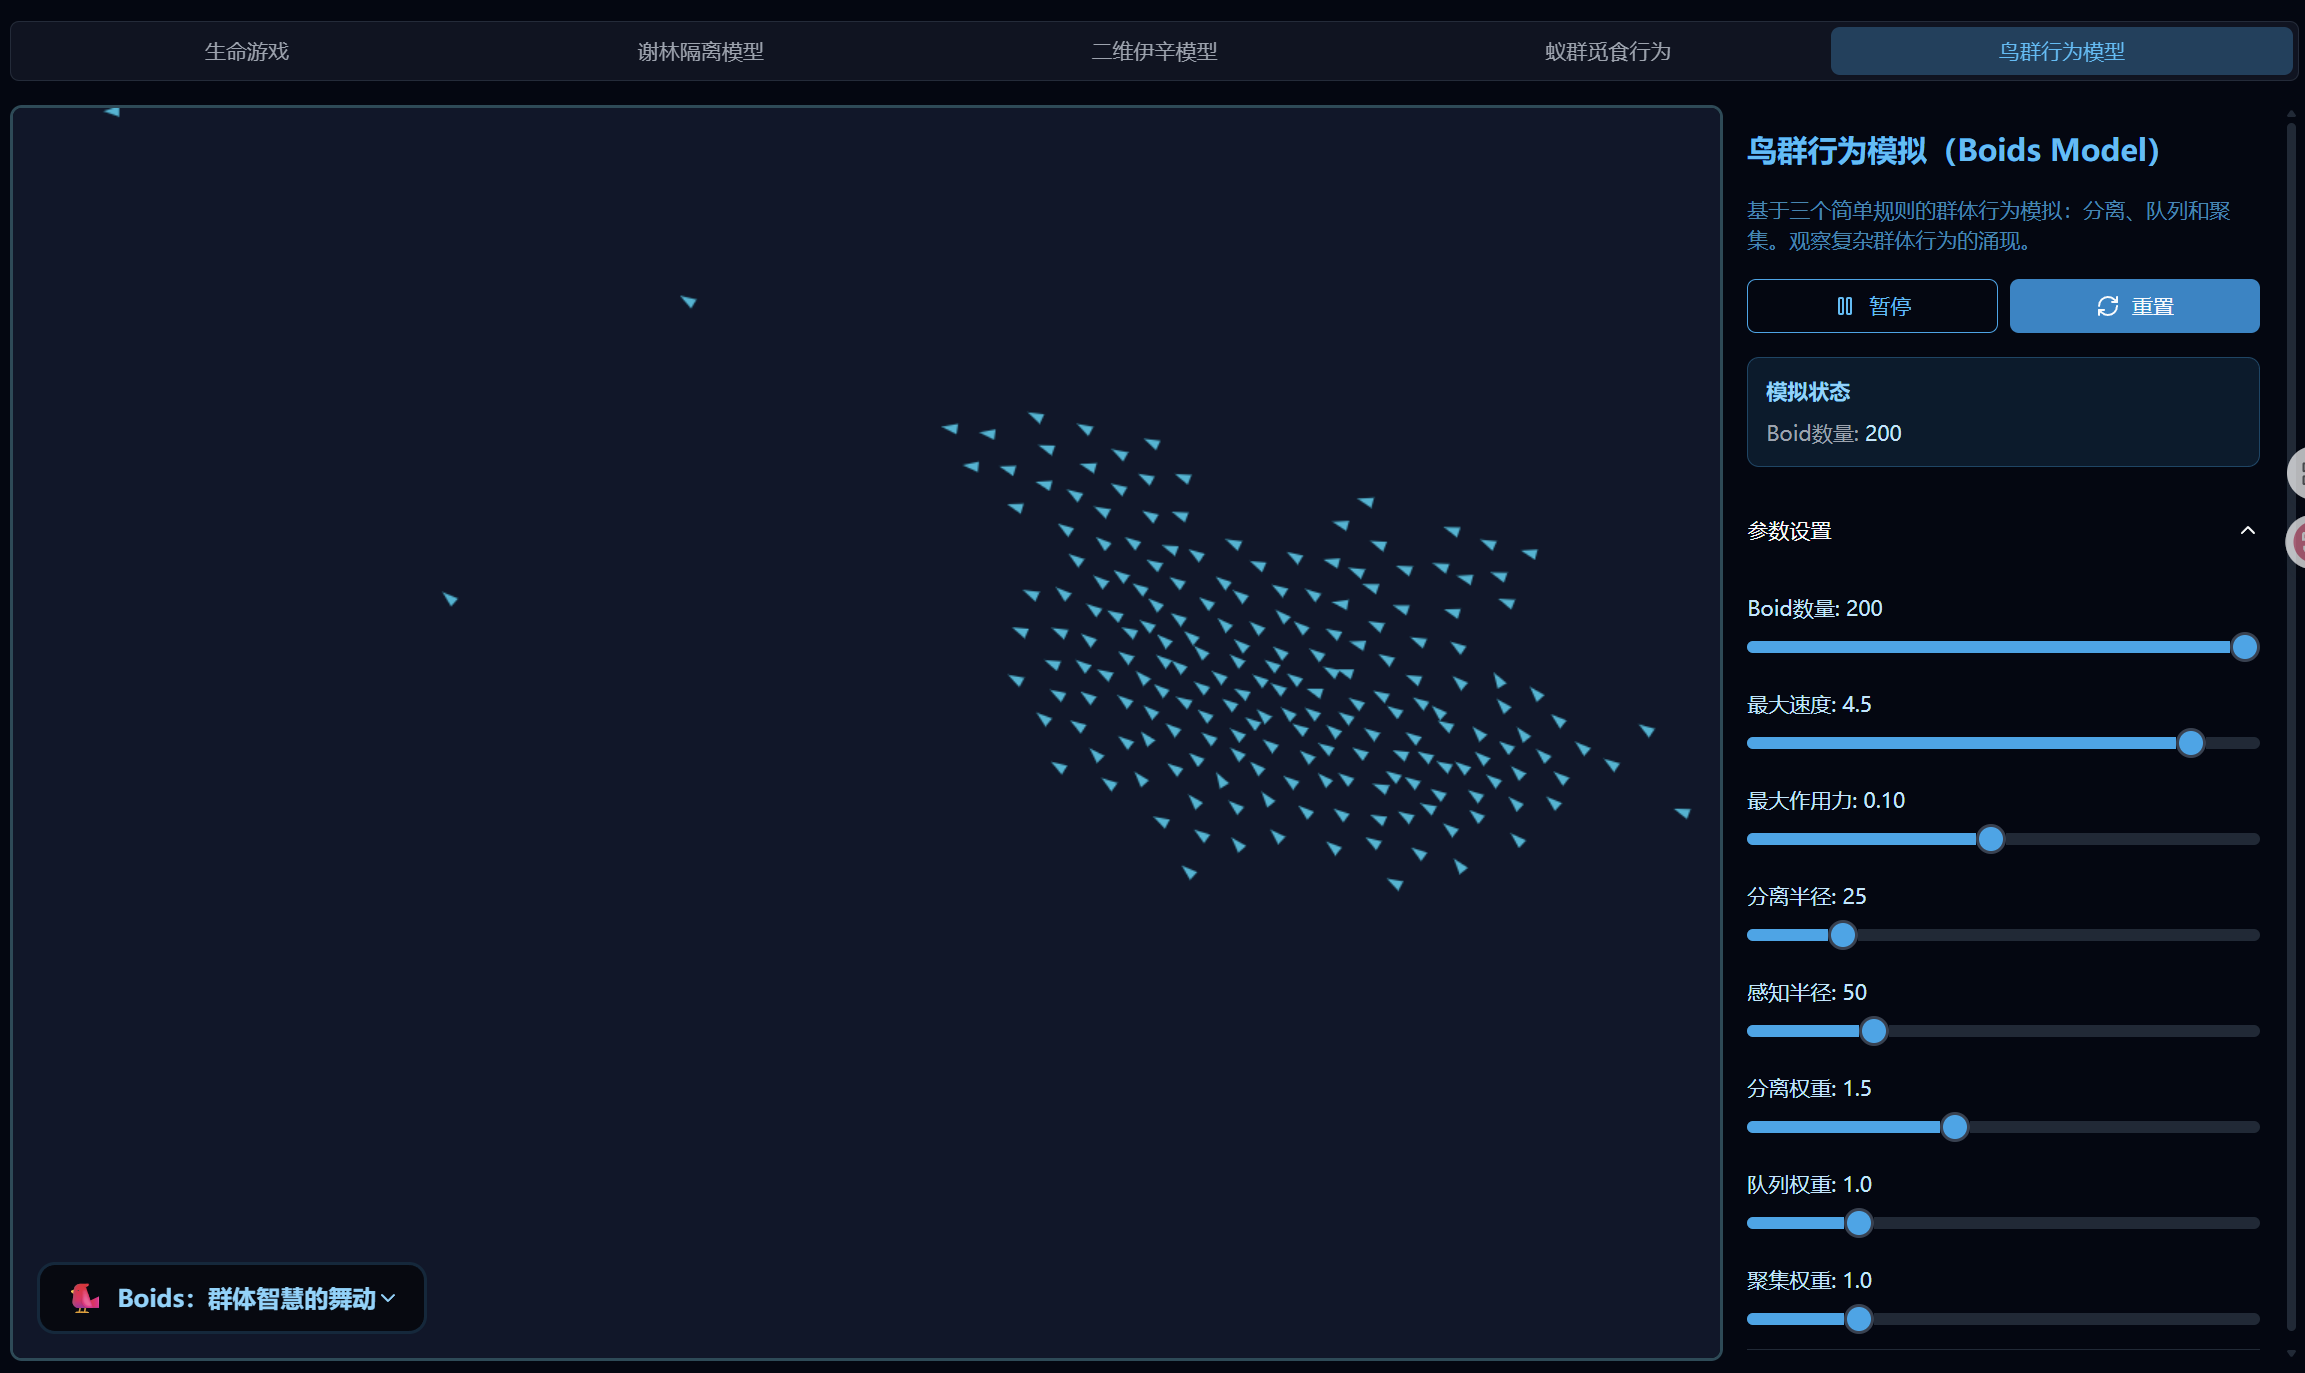 生命游戏
谢林隔离模型
二维伊辛模型
蚁群觅食行为
鸟群行为模型
鸟群行为模拟（Boids Model）
基于三个简单规则的群体行为模拟：分离、队列和聚
集。观察复杂群体行为的涌现。
暂停
重置
模拟状态
Boid数量: 200
参数设置
Boid数量: 200
最大速度: 4.5
最大作用力: 0.10
分离半径: 25
感知半径: 50
分离权重: 1.5
队列权重: 1.0
聚集权重: 1.0
Boids：群体智慧的舞动